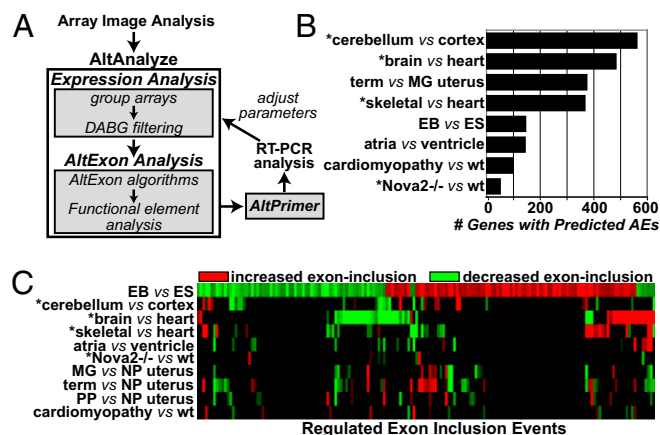 A
Array Image Analysis
AltAnalyze
Expression Analysis
group arrays
DABG filtering
AltExon Analysis
AltExon algorithms
Functional element
analysis
adjust
parameters
RT-PCR
analysis
AltPrimer
B
*cerebellum vs cortex
*brain vs heart
term vs MG uterus
*skeletal vs heart
EB vs ES
atria vs ventricle
cardiomyopathy vs wt
*Nova2-/- vs wt
0 200 400 600
# Genes with Predicted AEs
C
increased exon-inclusion decreased exon-inclusion
EB vs ES
*cerebellum vs cortex
*brain vs heart
*skeletal vs heart
atria vs ventricle
*Nova2-/- vs wt
MG vs NP uterus
term vs NP uterus
PP vs NP uterus
cardiomyopathy vs wt
Regulated Exon Inclusion Events